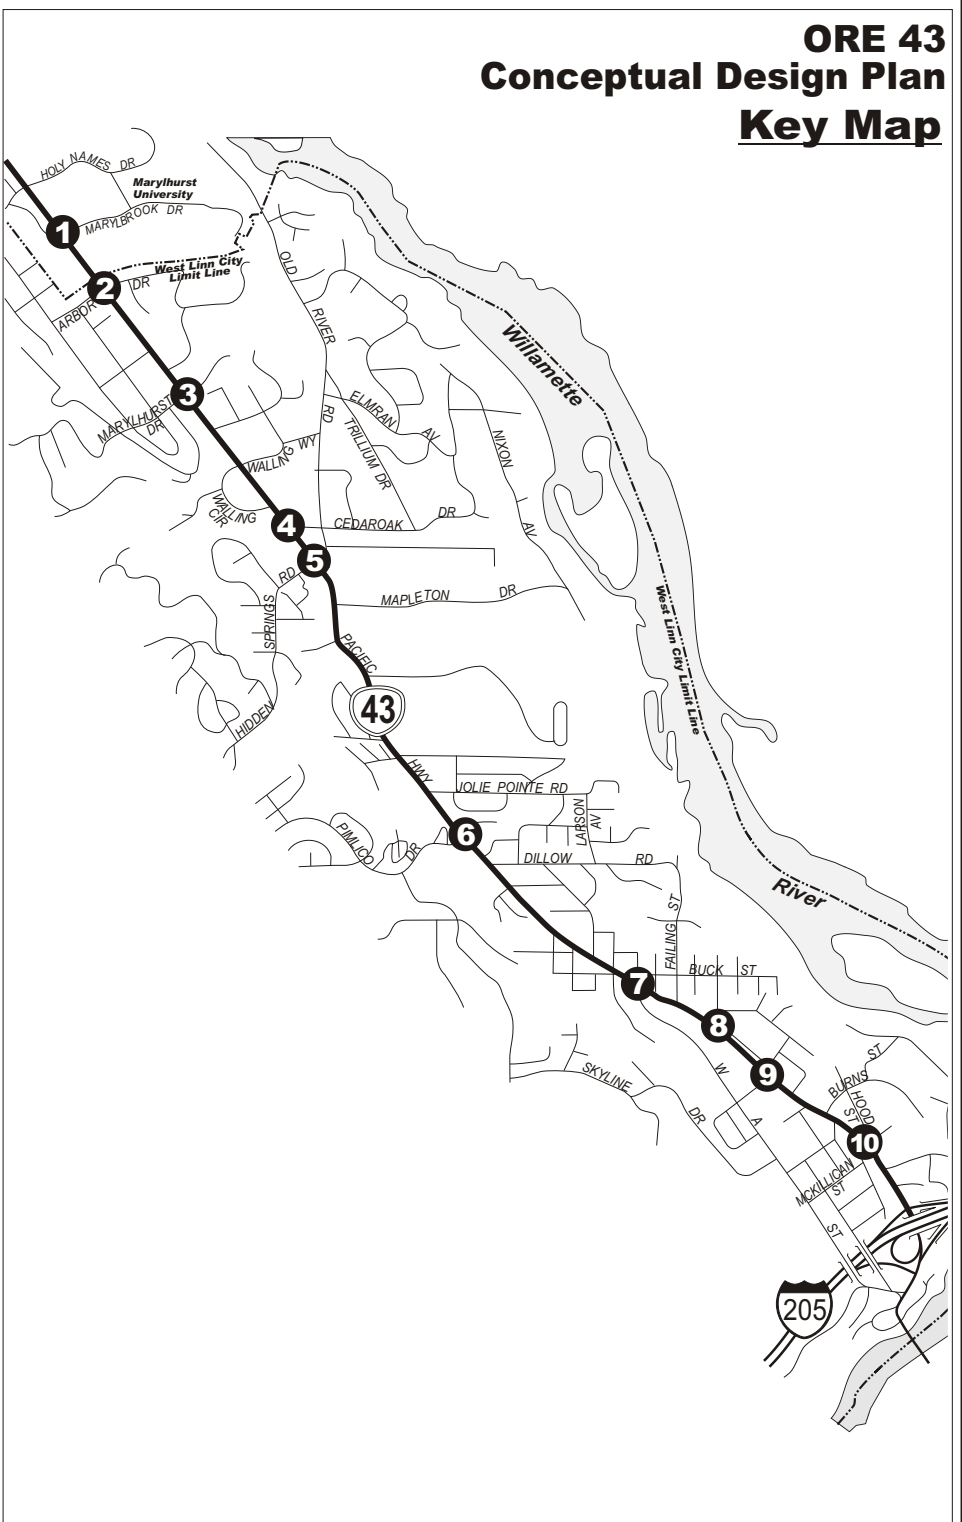 ORE 43
Conceptual Design Plan
Key Map
HOLY NAMES DR
Marylhurst
University
MARYLBROOK DR
1
West Linn City
Limit Line
2
ARBOR DR
OLD RIVER RD
Willamette
3
MARYLHURST
DR
ELMRAN AV
TRILLIUM DR
NIXON AV
WALLING WY
WALLING
CIR
4
CEDAROAK DR
5
HIDDEN SPRINGS RD
MAPLETON DR
West Linn City Limit Line
PACIFIC HWY
43
JOLIE POINTE RD
LARSON
AV
6
PIMLICO DR
DILLOW RD
River
FAILING ST
BUCK ST
7
8
9
SKYLINE DR
W A ST
BURNS ST
HOOD
ST
10
MCKILLICAN
ST
205